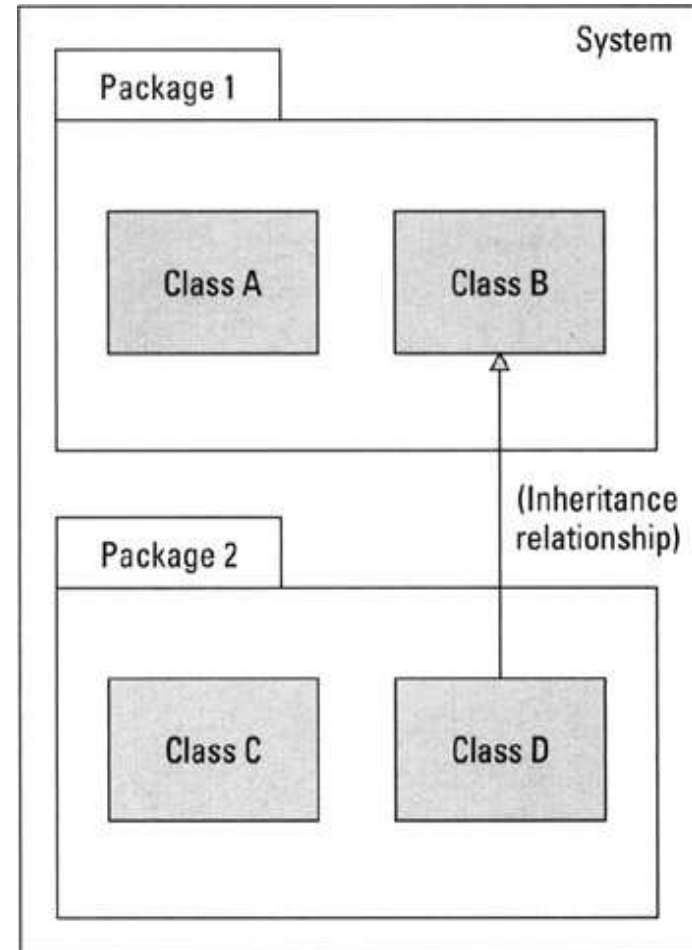 System
Package 1
Class A
Class B
(Inheritance
relationship)
Package 2
Class C
Class D